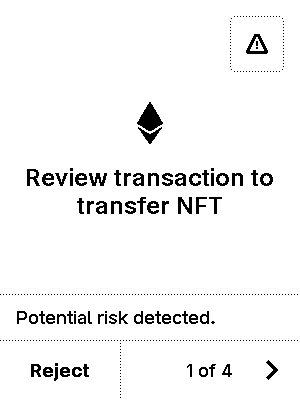 Review transaction to
transfer NFT
Potential risk detected.
Reject
1 of 4